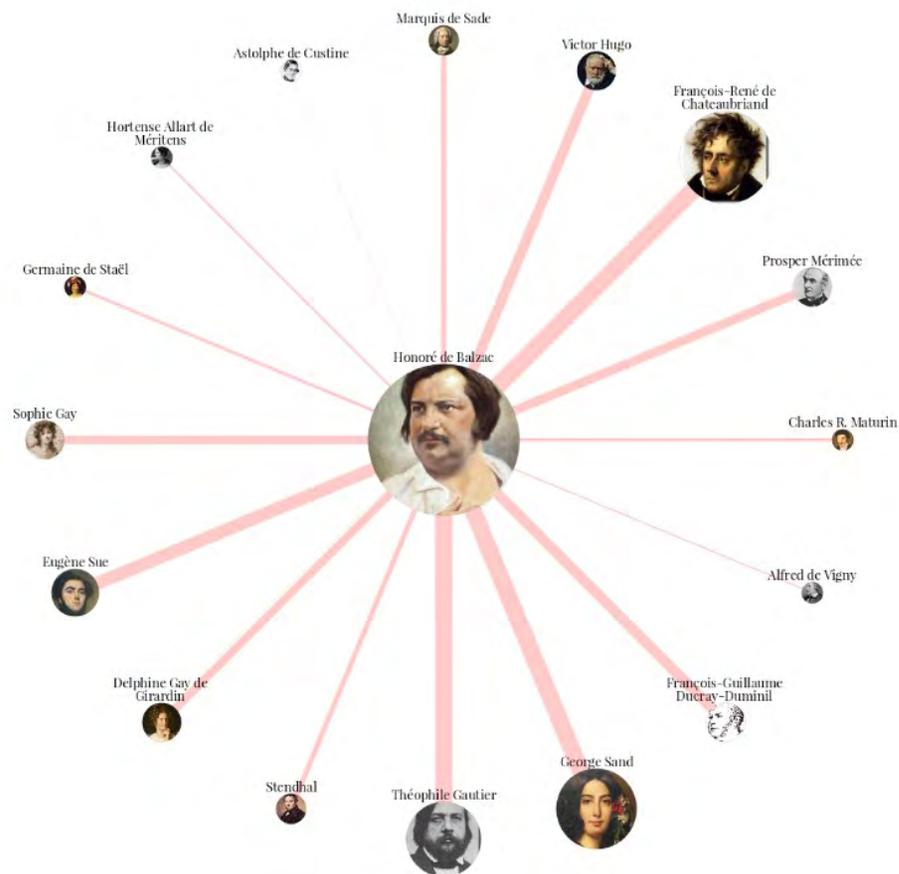 Marquis de Sade
Astolphe de Custine
Victor Hugo
François-René de
Chateaubriand
Hortense Allart de
Méritens
Germaine de Staël
Prosper Mérimée
Honoré de Balzac
Sophie Gay
Charles R. Maturin
Eugène Sue
Alfred de Vigny
Delphine Gay de
Girardin
François-Guillaume
Ducray-Duminil
Stendhal
Théophile Gautier
George Sand